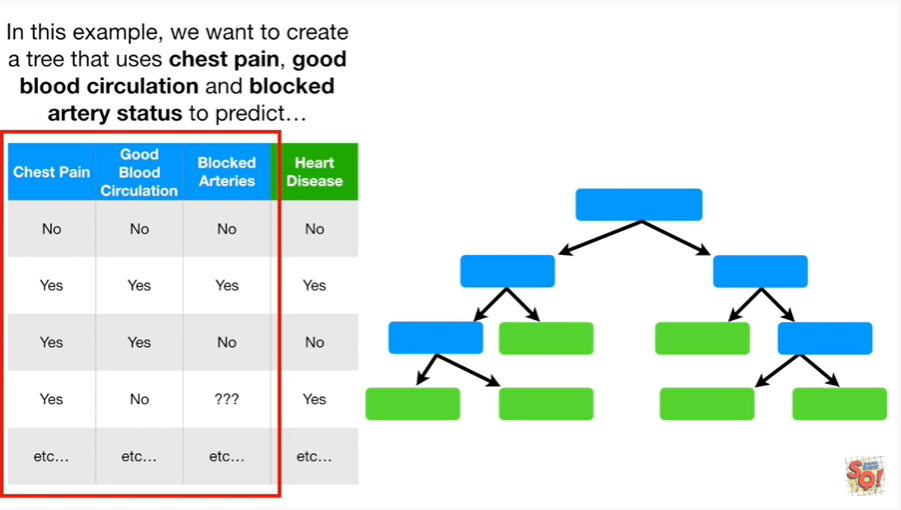 In this example, we want to create
a tree that uses chest pain, good
blood circulation and blocked
artery status to predict…
Chest Pain
Good
Blood
Circulation
Blocked
Arteries
Heart
Disease
No No No No
Yes Yes Yes Yes
Yes Yes No No
Yes No ??? Yes
etc… etc… etc… etc…
SQ!